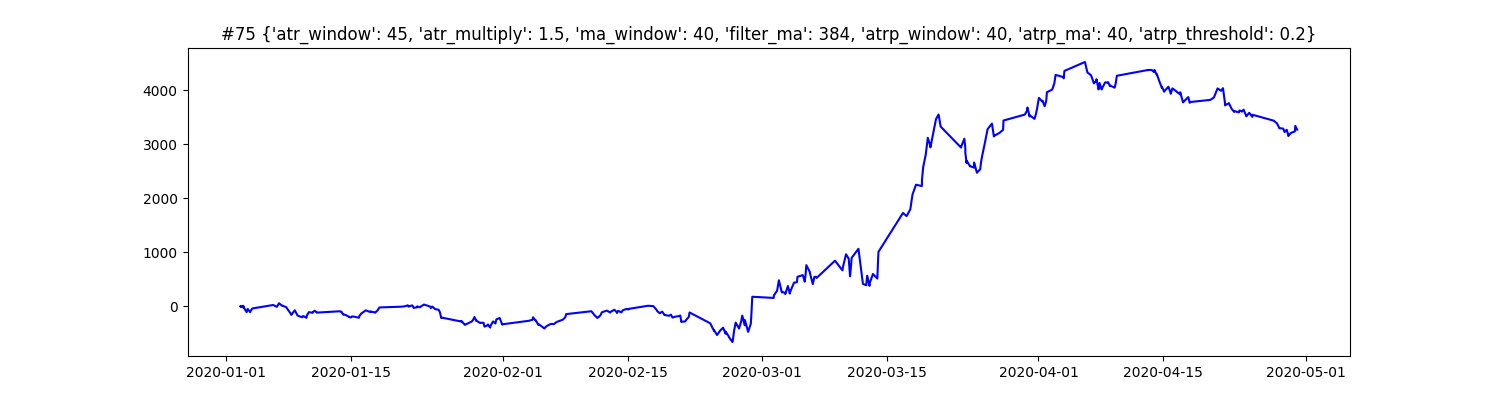 #75 {'atr_window': 45, 'atr_multiply': 1.5, 'ma_window': 40, 'filter_ma': 384, 'atrp_window': 40, 'atrp_ma': 40, 'atrp_threshold': 0.2}
4000
3000
2000
1000
0
2020-01-01 2020-01-15 2020-02-01 2020-02-15 2020-03-01 2020-03-15 2020-04-01 2020-04-15 2020-05-01